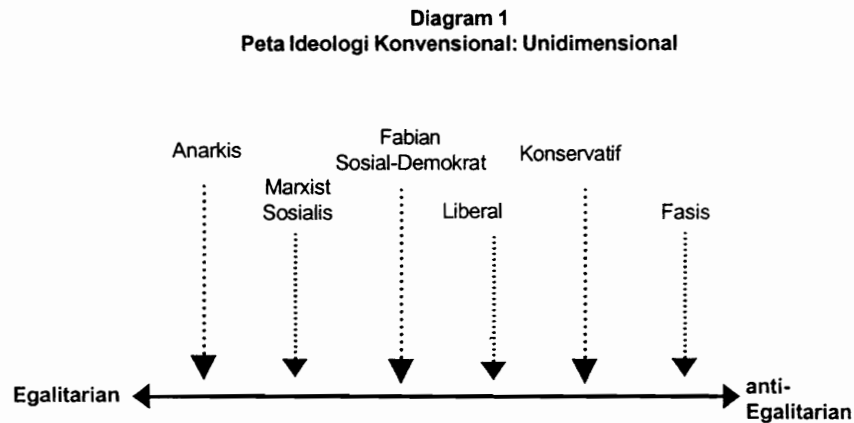 Diagram 1
Peta Ideologi Konvensional: Unidimensional
Anarkis
Marxist
Sosialis
Fabian
Sosial-Demokrat
Liberal
Konservatif
Fasis
Egalitarian
anti-
Egalitarian